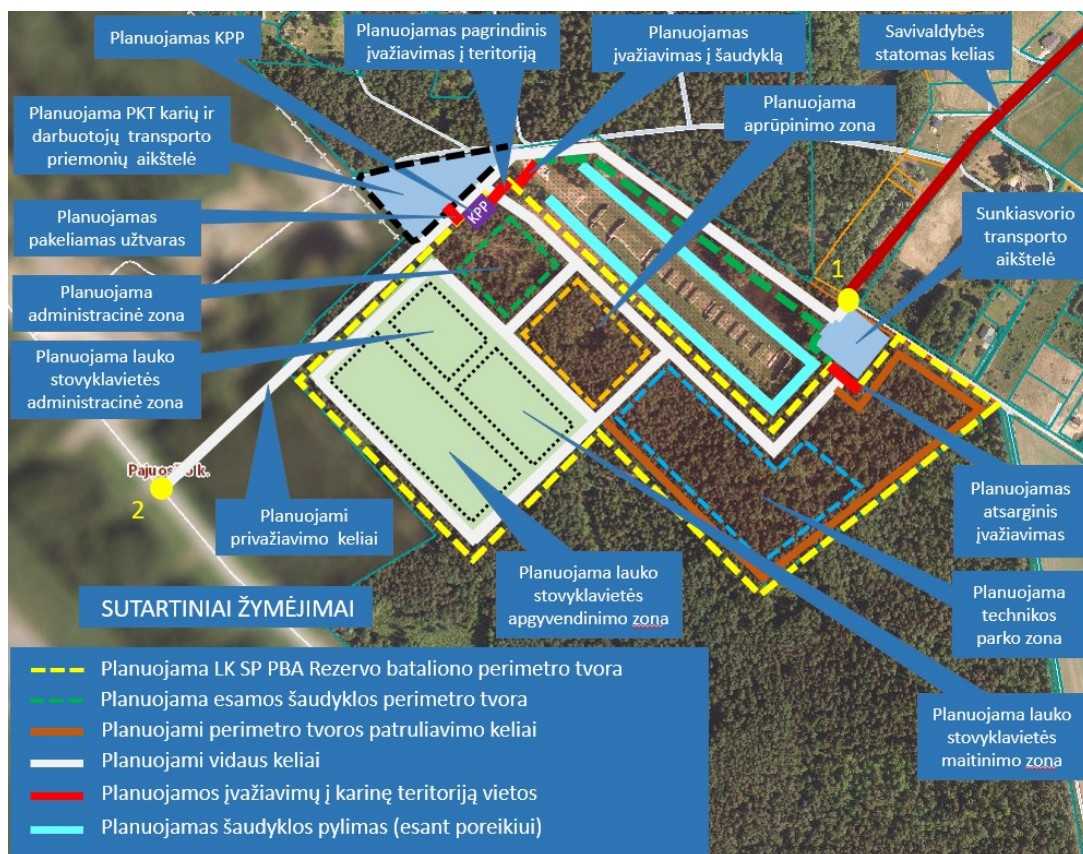 Planuojamas KPP
Planuojamas pagrindinis
įvažiavimas į teritoriją
Planuojamas
įvažiavimas į šaudyklą
Savivaldybės
statomas kelias
Planuojama PKT karių ir
darbuotojų transporto
priemonių aikštelė
Planuojama
aprūpinimo zona
Planuojamas
pakeliamas užtvaras
KPP
Sunkiasvorio
transporto
aikštelė
1
Planuojama
administracinė zona
Planuojama lauko
stovyklavietės
administracinė zona
2
Planuojami
privažiavimo keliai
Planuojamas
atsarginis
įvažiavimas
Planuojama lauko
stovyklavietės
apgyvendinimo zona
Planuojama
technikos
parko zona
Planuojama lauko
stovyklavietės
maitinimo zona
SUTARTINIAI ŽYMĖJIMAI
Planuojama LK SP PBA Rezervo bataliono perimetro tvora
Planuojama esamos šaudyklos perimetro tvora
Planuojami perimetro tvoros patruliavimo keliai
Planuojami vidaus keliai
Planuojamos įvažiavimų į karinę teritoriją vietos
Planuojamas šaudyklos pylimas (esant poreikiui)